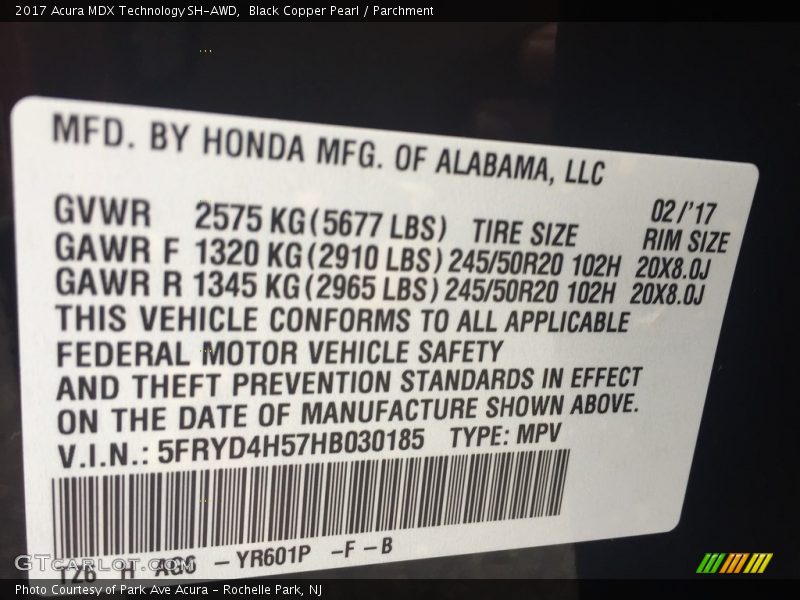 2017 Acura MDX Technology SH-AWD,  Black Copper Pearl / Parchment
MFD. BY HONDA MFG. OF ALABAMA, LLC
02/'17
GVWR 2575 KG(5677 LBS) TIRE SIZE RIM SIZE
GAWR F 1320 KG(2910 LBS) 245/50R20 102H 20X8.0J
GAWR R 1345 KG(2965 LBS) 245/50R20 102H 20X8.0J
THIS VEHICLE CONFORMS TO ALL APPLICABLE
FEDERAL MOTOR VEHICLE SAFETY
AND THEFT PREVENTION STANDARDS IN EFFECT
ON THE DATE OF MANUFACTURE SHOWN ABOVE.
V.I.N.: 5FRYD4H57HB030185 TYPE: MPV
GTcarlot.com
H -YR601P -F-B
Photo Courtesy of Park Ave Acura - Rochelle Park, NJ